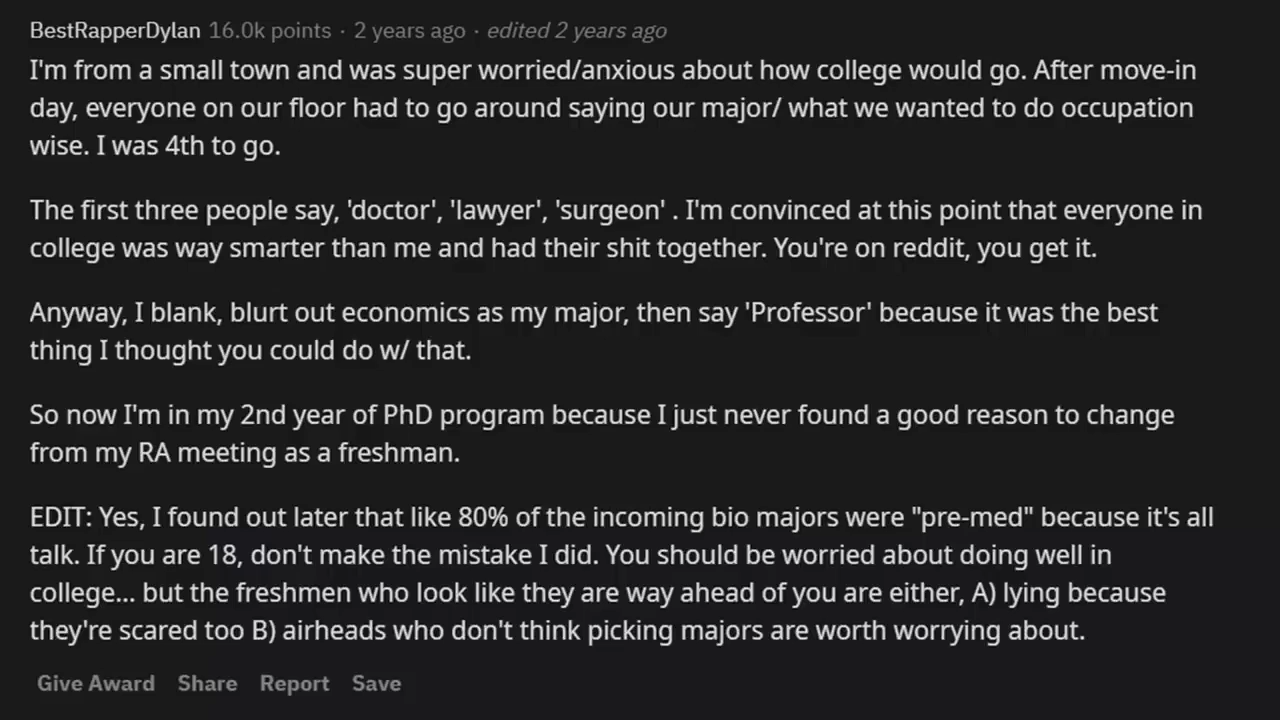 BestRapperDylan 16.0k points · 2 years ago · edited 2 years ago
I'm from a small town and was super worried/anxious about how college would go. After move-in
day, everyone on our floor had to go around saying our major/ what we wanted to do occupation
wise. I was 4th to go.
The first three people say, 'doctor', 'lawyer', 'surgeon' . I'm convinced at this point that everyone in
college was way smarter than me and had their shit together. You're on reddit, you get it.
Anyway, I blank, blurt out economics as my major, then say 'Professor' because it was the best
thing I thought you could do w/ that.
So now I'm in my 2nd year of PhD program because I just never found a good reason to change
from my RA meeting as a freshman.
EDIT: Yes, I found out later that like 80% of the incoming bio majors were "pre-med" because it's all
talk. If you are 18, don't make the mistake I did. You should be worried about doing well in
college... but the freshmen who look like they are way ahead of you are either, A) lying because
they're scared too B) airheads who don't think picking majors are worth worrying about.
Give Award Share Report Save